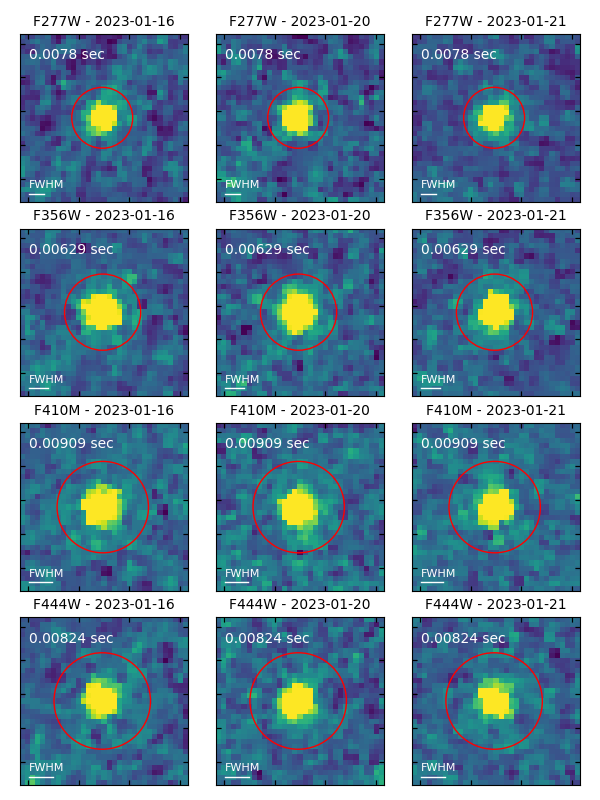 F277W - 2023-01-16
F277W - 2023-01-20
F277W - 2023-01-21
0.0078 sec
0.0078 sec
0.0078 sec
FWHM
FWHM
FWHM
F356W - 2023-01-16
F356W - 2023-01-20
F356W - 2023-01-21
0.00629 sec
0.00629 sec
0.00629 sec
FWHM
FWHM
FWHM
F410M - 2023-01-16
F410M - 2023-01-20
F410M - 2023-01-21
0.00909 sec
0.00909 sec
0.00909 sec
FWHM
FWHM
FWHM
F444W - 2023-01-16
F444W - 2023-01-20
F444W - 2023-01-21
0.00824 sec
0.00824 sec
0.00824 sec
FWHM
FWHM
FWHM